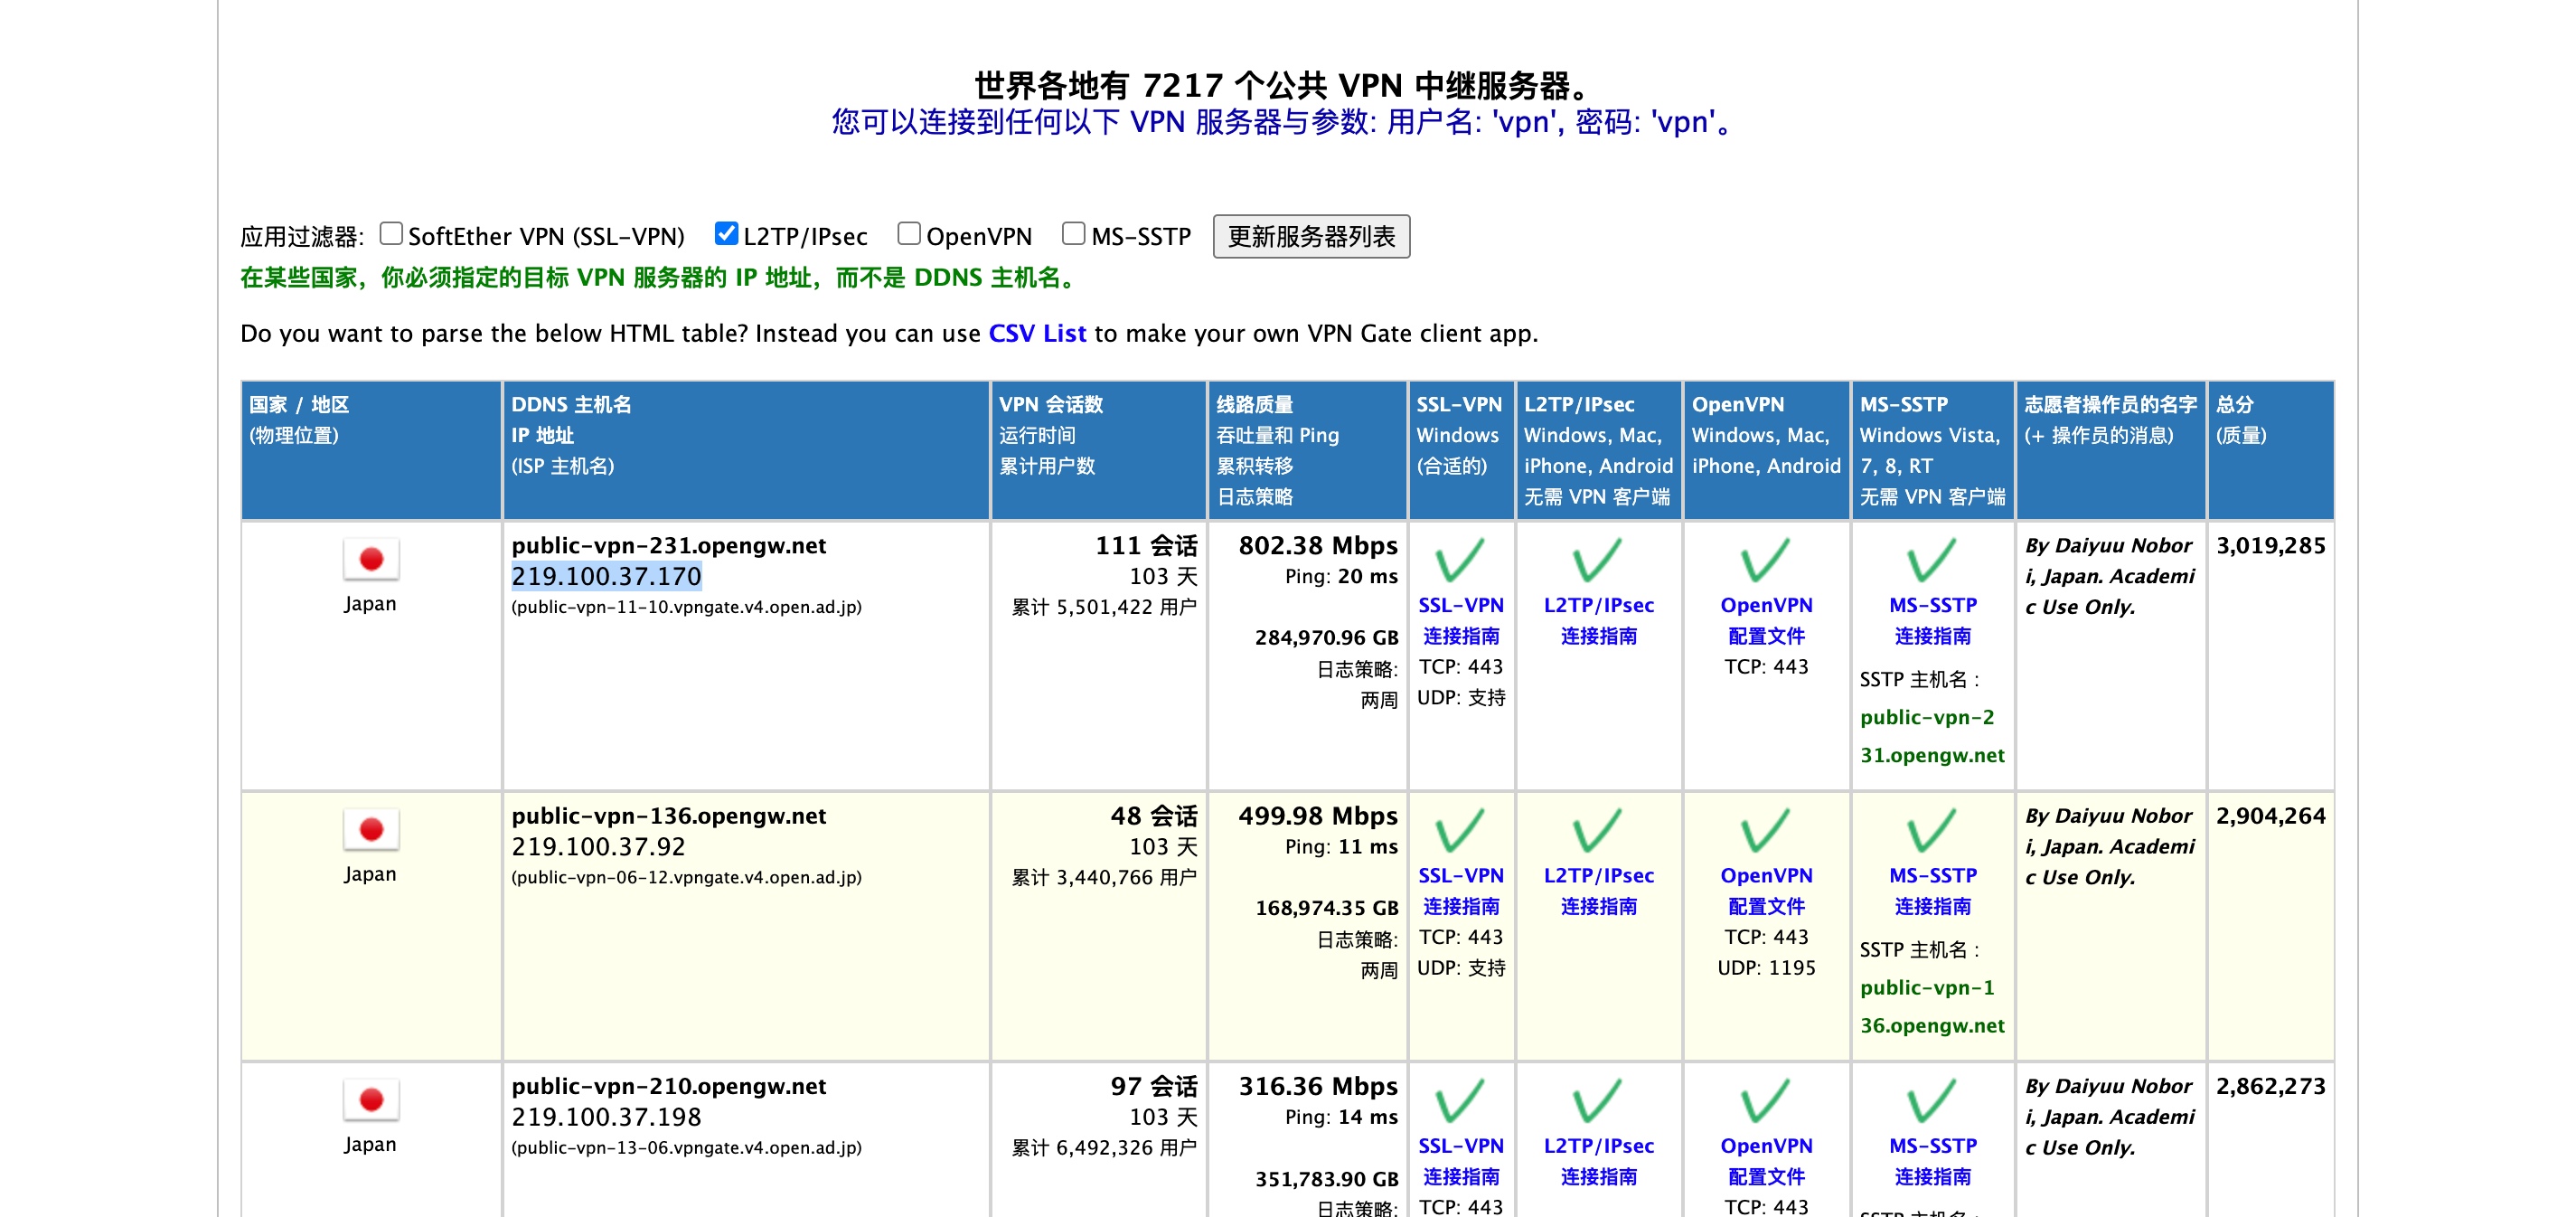 世界各地有 7217 个公共 VPN 中继服务器。
您可以连接到任何以下 VPN 服务器与参数: 用户名: 'vpn', 密码: 'vpn'。
应用过滤器: SoftEther VPN (SSL-VPN) L2TP/IPsec OpenVPN MS-SSTP 更新服务器列表
在某些国家，你必须指定的目标 VPN 服务器的 IP 地址，而不是 DDNS 主机名。
Do you want to parse the below HTML table? Instead you can use CSV List to make your own VPN Gate client app.
国家 / 地区
(物理位置)
DDNS 主机名
IP 地址
(ISP 主机名)
VPN 会话数
运行时间
累计用户数
线路质量
吞吐量和 Ping
累积转移
日志策略
SSL-VPN
Windows
(合适的)
L2TP/IPsec
Windows, Mac,
iPhone, Android
无需 VPN 客户端
OpenVPN
Windows, Mac,
iPhone, Android
MS-SSTP
Windows Vista,
7, 8, RT
无需 VPN 客户端
志愿者操作员的名字
(+ 操作员的消息)
总分
(质量)
Japan
public-vpn-231.opengw.net
219.100.37.170
(public-vpn-11-10.vpngate.v4.open.ad.jp)
111 会话
103 天
累计 5,501,422 用户
802.38 Mbps
Ping: 20 ms
284,970.96 GB
日志策略:
两周
SSL-VPN
连接指南
TCP: 443
UDP: 支持
L2TP/IPsec
连接指南
OpenVPN
配置文件
TCP: 443
MS-SSTP
连接指南
SSTP 主机名 :
public-vpn-2
31.opengw.net
By Daiyuu Nobor
i, Japan. Academi
c Use Only.
3,019,285
Japan
public-vpn-136.opengw.net
219.100.37.92
(public-vpn-06-12.vpngate.v4.open.ad.jp)
48 会话
103 天
累计 3,440,766 用户
499.98 Mbps
Ping: 11 ms
168,974.35 GB
日志策略:
两周
SSL-VPN
连接指南
TCP: 443
UDP: 支持
L2TP/IPsec
连接指南
OpenVPN
配置文件
TCP: 443
UDP: 1195
MS-SSTP
连接指南
SSTP 主机名 :
public-vpn-1
36.opengw.net
By Daiyuu Nobor
i, Japan. Academi
c Use Only.
2,904,264
Japan
public-vpn-210.opengw.net
219.100.37.198
(public-vpn-13-06.vpngate.v4.open.ad.jp)
97 会话
103 天
累计 6,492,326 用户
316.36 Mbps
Ping: 14 ms
351,783.90 GB
日志策略:
SSL-VPN
连接指南
TCP: 443
L2TP/IPsec
连接指南
OpenVPN
配置文件
TCP: 443
MS-SSTP
连接指南
By Daiyuu Nobor
i, Japan. Academi
c Use Only.
2,862,273